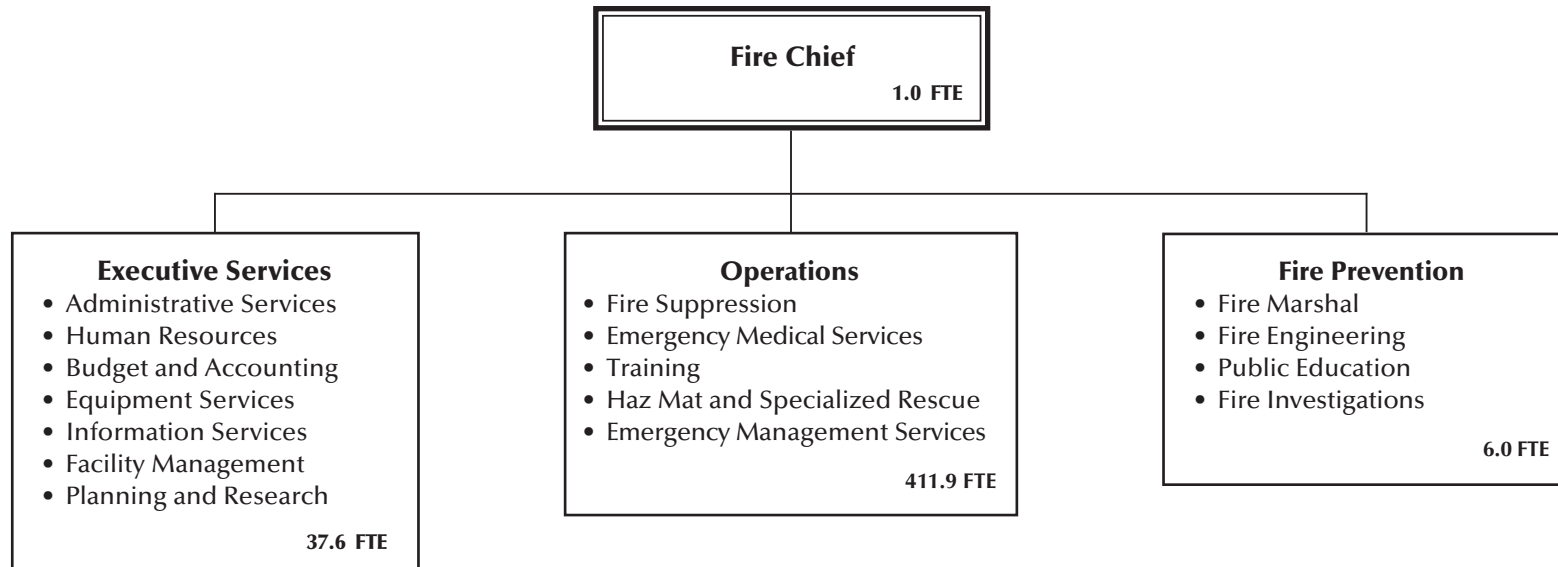 Fire Chief
1.0 FTE
Executive Services
• Administrative Services
• Human Resources
• Budget and Accounting
• Equipment Services
• Information Services
• Facility Management
• Planning and Research
37.6 FTE
Operations
• Fire Suppression
• Emergency Medical Services
• Training
• Haz Mat and Specialized Rescue
• Emergency Management Services
411.9 FTE
Fire Prevention
• Fire Marshal
• Fire Engineering
• Public Education
• Fire Investigations
6.0 FTE